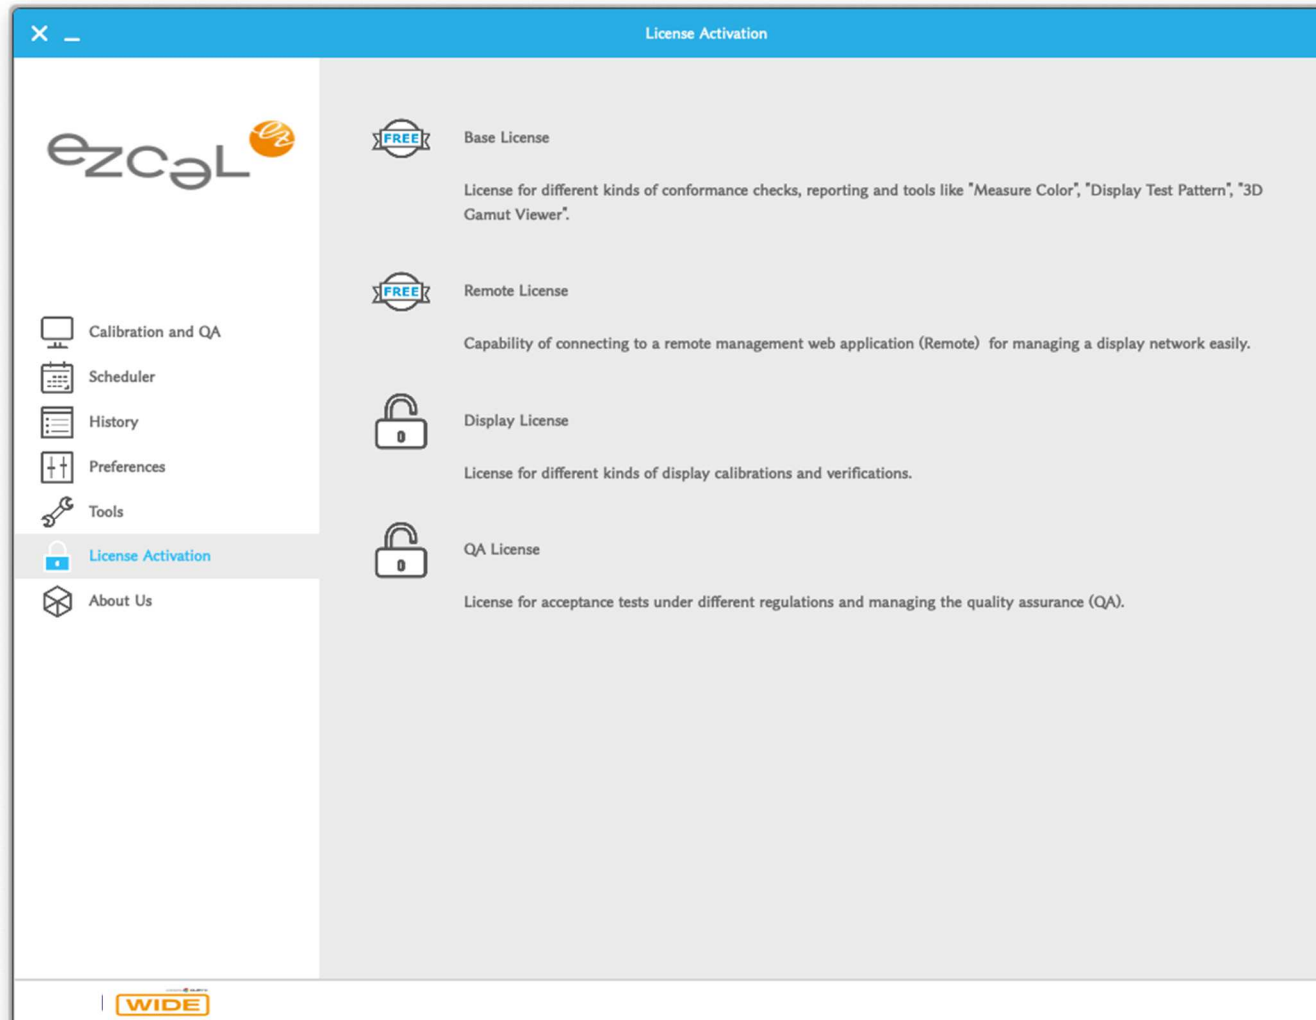 License Activation
ezcal ez
FREE
Base License
License for different kinds of conformance checks, reporting and tools like "Measure Color", "Display Test Pattern", "3D
Gamut Viewer".
FREE
Remote License
Capability of connecting to a remote management web application (Remote) for managing a display network easily.
Display License
License for different kinds of display calibrations and verifications.
QA License
License for acceptance tests under different regulations and managing the quality assurance (QA).
Calibration and QA
Scheduler
History
Preferences
Tools
License Activation
About Us
WIDE